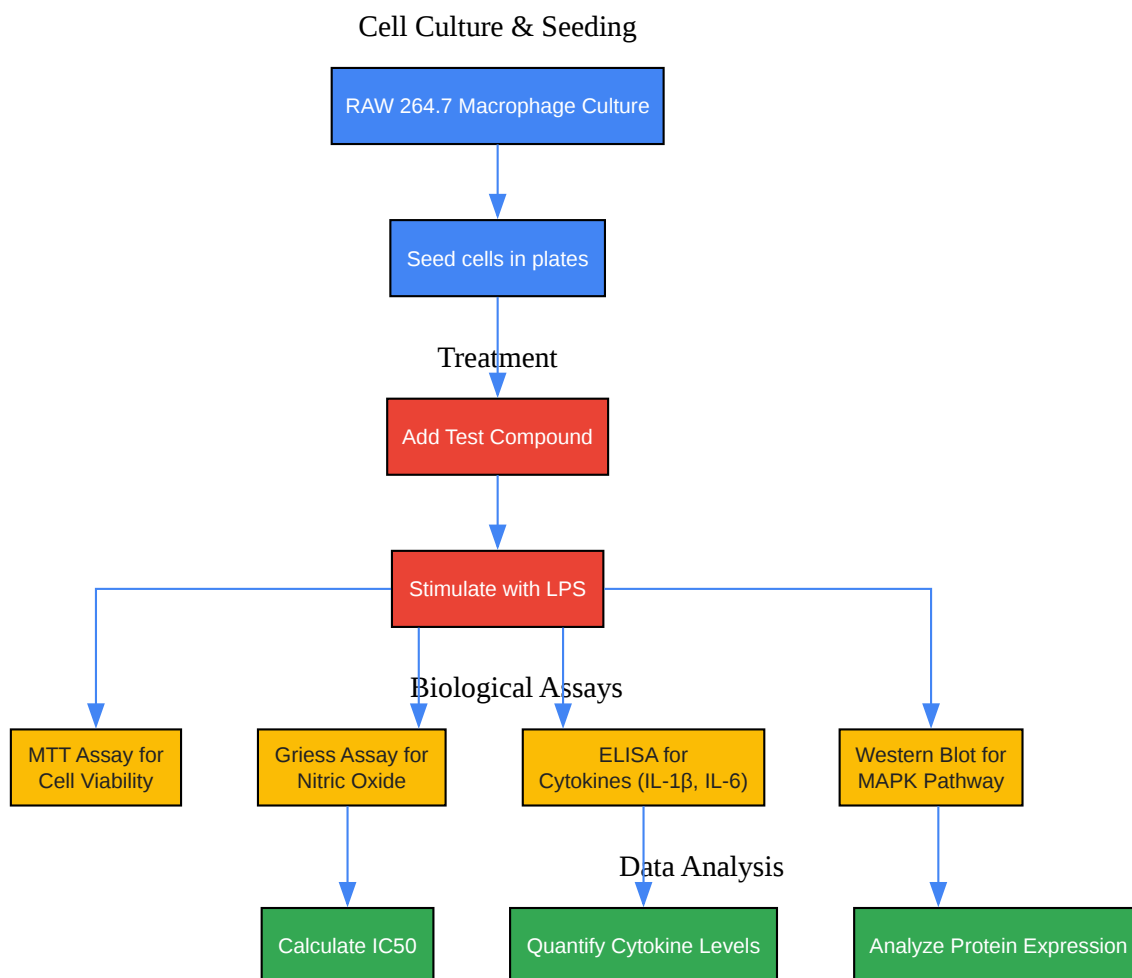 Cell Culture & Seeding
RAW 264.7 Macrophage Culture
Seed cells in plates
Treatment
Add Test Compound
Stimulate with LPS
Biological Assays
MTT Assay for
Cell Viability
Griess Assay for
Nitric Oxide
ELISA for
Cytokines (IL-1β, IL-6)
Western Blot for
MAPK Pathway
Data Analysis
Calculate IC50
Quantify Cytokine Levels
Analyze Protein Expression